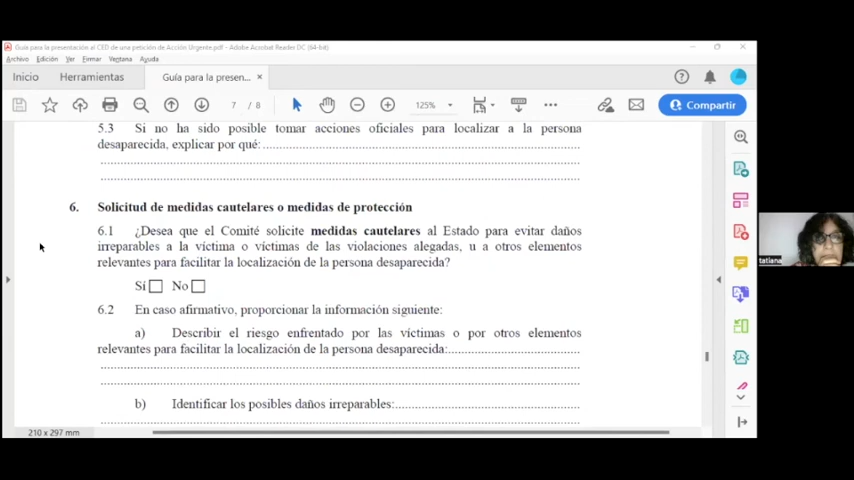 Guía para la presentación al CED de una petición de Acción Urgente.pdf - Adobe Acrobat Reader DC (64-bit)
Archivo Edición Ver Firmar Ventana Ayuda
Inicio Herramientas Guía para la presen... ×
7 / 8 125% Compartir
5.3 Si no ha sido posible tomar acciones oficiales para localizar a la persona
desaparecida, explicar por qué:
6. Solicitud de medidas cautelares o medidas de protección
6.1 ¿Desea que el Comité solicite medidas cautelares al Estado para evitar daños
irreparables a la víctima o víctimas de las violaciones alegadas, u a otros elementos
relevantes para facilitar la localización de la persona desaparecida?
Sí No
6.2 En caso afirmativo, proporcionar la información siguiente:
a) Describir el riesgo enfrentado por las víctimas o por otros elementos
relevantes para facilitar la localización de la persona desaparecida:
b) Identificar los posibles daños irreparables:
210 x 297 mm
tatiana